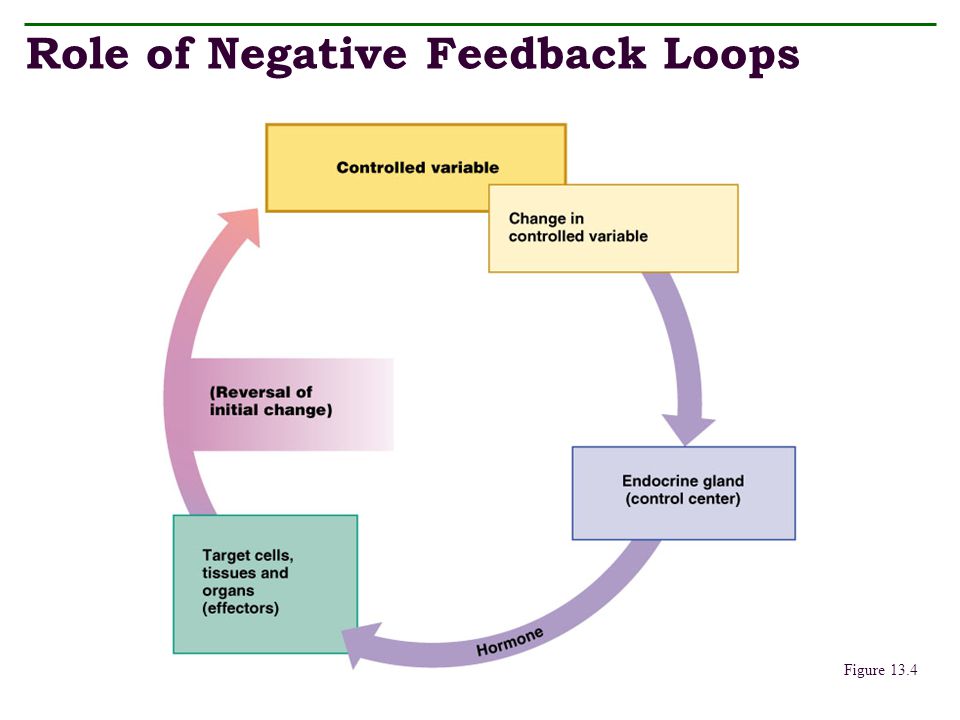 Role of Negative Feedback Loops
Controlled variable
Change in
controlled variable
Endocrine gland
(control center)
Hormone
Target cells,
tissues and
organs
(effectors)
(Reversal of
initial change)
Figure 13.4